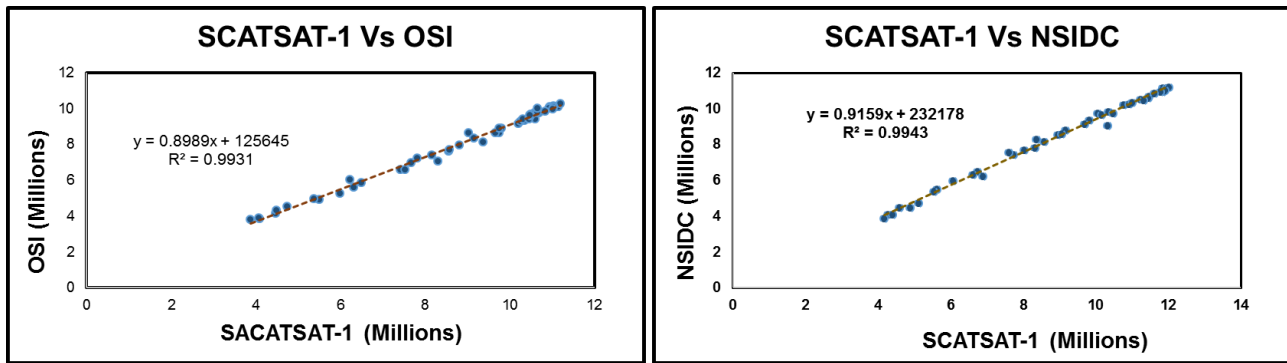 SCATSAT-1 Vs OSI
12
10
8
6
4
2
0
y = 0.8989x + 125645
R² = 0.9931
OSI (Millions)
0 2 4 6 8 10 12
SACATSAT-1 (Millions)
SCATSAT-1 Vs NSIDC
12
10
8
6
4
2
0
y = 0.9159x + 232178
R² = 0.9943
NSIDC (Millions)
0 2 4 6 8 10 12 14
SCATSAT-1 (Millions)